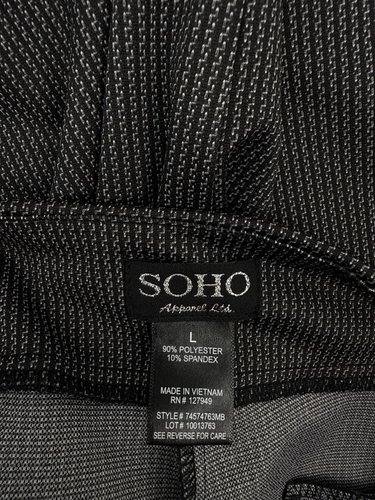 SOHO
Apparel Ltd.
L
90% POLYESTER
10% SPANDEX
MADE IN VIETNAM
RN # 127949
STYLE # 74574763MB
LOT # 10013763
SEE REVERSE FOR CARE